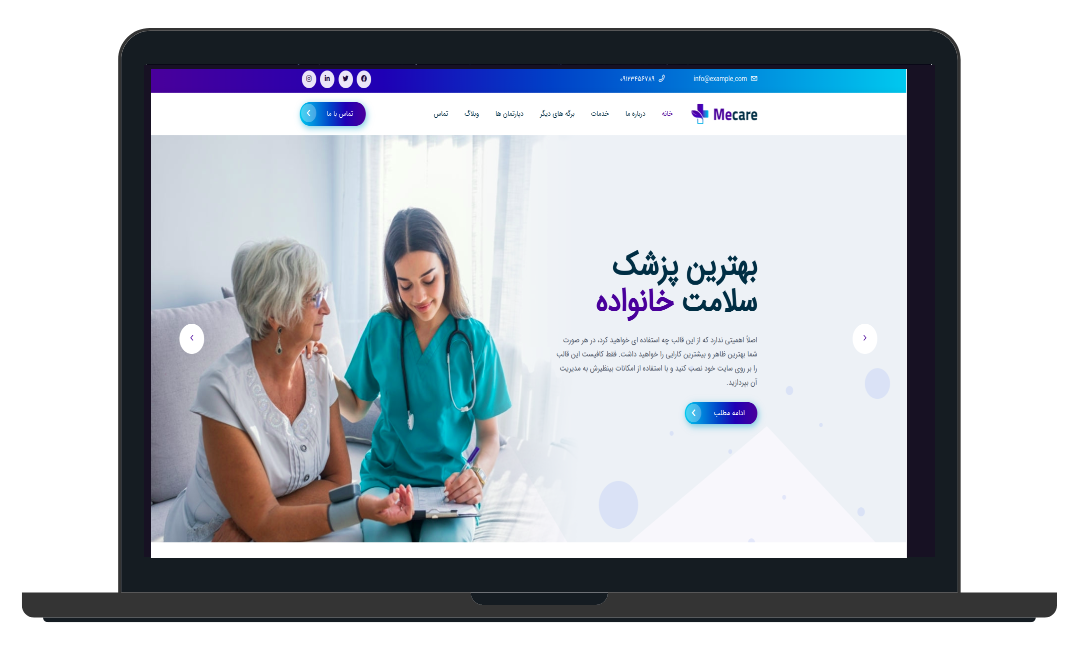 info@example.com
۰۹۱۲۳۴۵۶۷۸۹
Mecare
خانه
درباره ما
خدمات
برگه های دیگر
دپارتمان ها
وبلاگ
تماس
تماس با ما
بهترین پزشک
سلامت خانواده
اصلاً اهمیتی ندارد که از این قالب چه استفاده ای خواهید کرد، در هر صورت
شما بهترین ظاهر و بیشترین کارایی را خواهید داشت. فقط کافیست این قالب
را بر روی سایت خود نصب کنید و با استفاده از امکانات بینظیرش به مدیریت
آن بپردازید.
ادامه مطلب